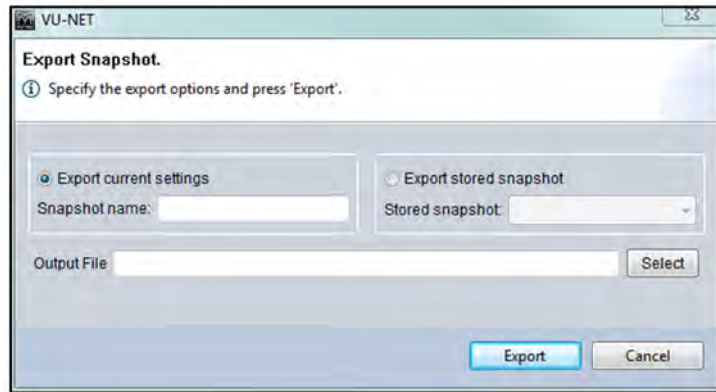 VU-NET
Export Snapshot.
Specify the export options and press 'Export'.
Export current settings
Snapshot name:
Export stored snapshot
Stored snapshot:
Output File
Select
Export
Cancel